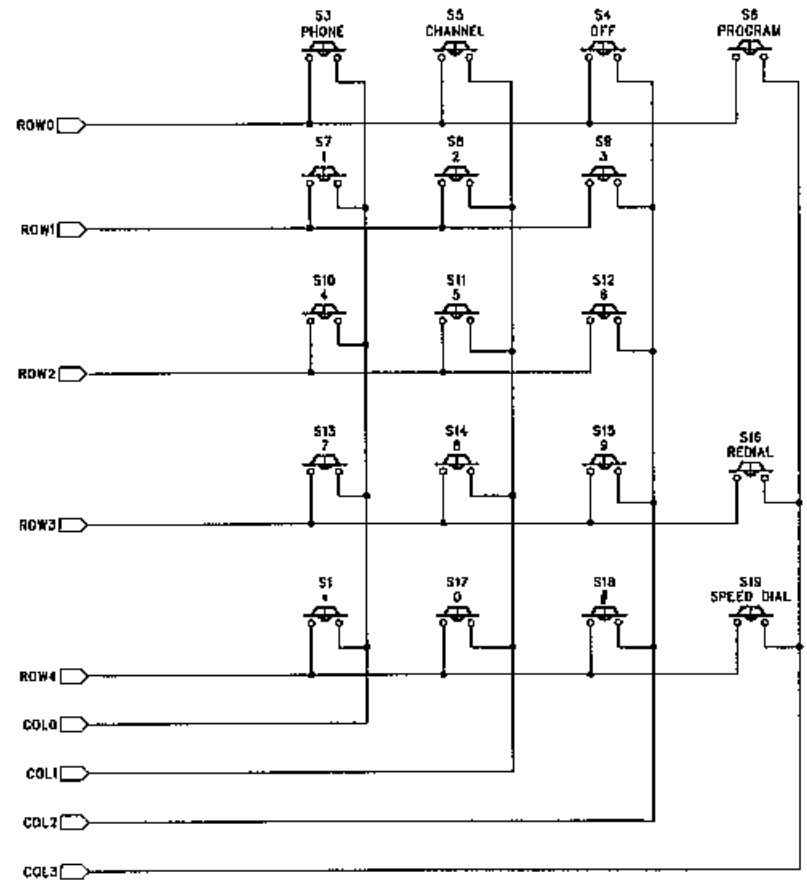 S3 S5 S4 S6
PHONE CHANNEL OFF PROGRAM
ROW0
S7 S8 S9
1 2 3
ROW1
S10 S11 S12
4 5 6
ROW2
S13 S14 S15 S16
7 8 9 REDIAL
ROW3
S1 S17 S18 S19
* 0 # SPEED DIAL
ROW4
COL0
COL1
COL2
COL3